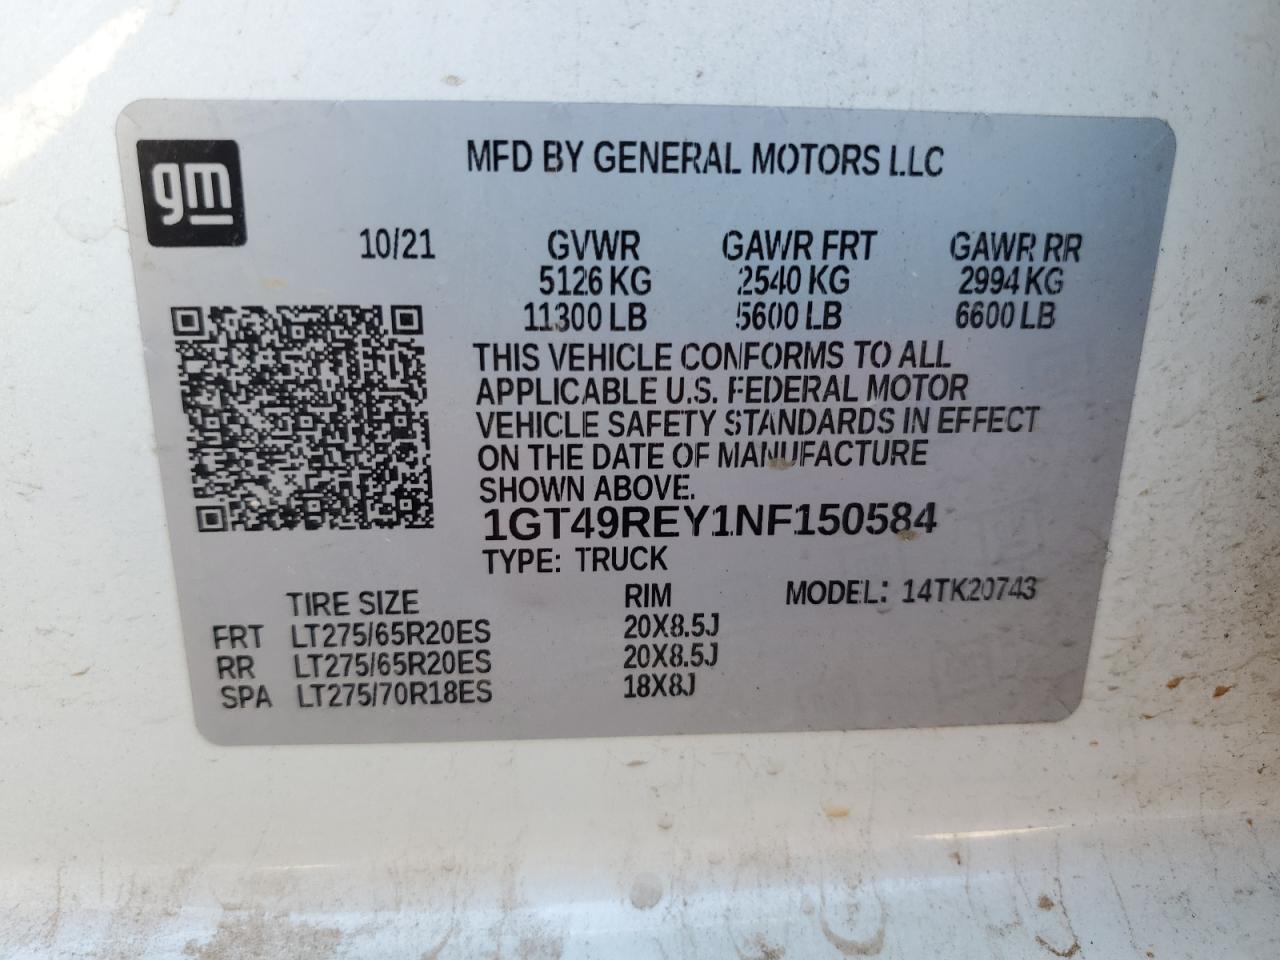 gm
MFD BY GENERAL MOTORS LLC
10/21 GVWR GAWR FRT GAWR RR
5126 KG 2540 KG 2994 KG
11300 LB 5600 LB 6600 LB
THIS VEHICLE CONFORMS TO ALL
APPLICABLE U.S. FEDERAL MOTOR
VEHICLE SAFETY STANDARDS IN EFFECT
ON THE DATE OF MANUFACTURE
SHOWN ABOVE.
1GT49REY1NF150584
TYPE: TRUCK
TIRE SIZE RIM MODEL: 14TK20743
FRT LT275/65R20ES 20X8.5J
RR LT275/65R20ES 20X8.5J
SPA LT275/70R18ES 18X8J